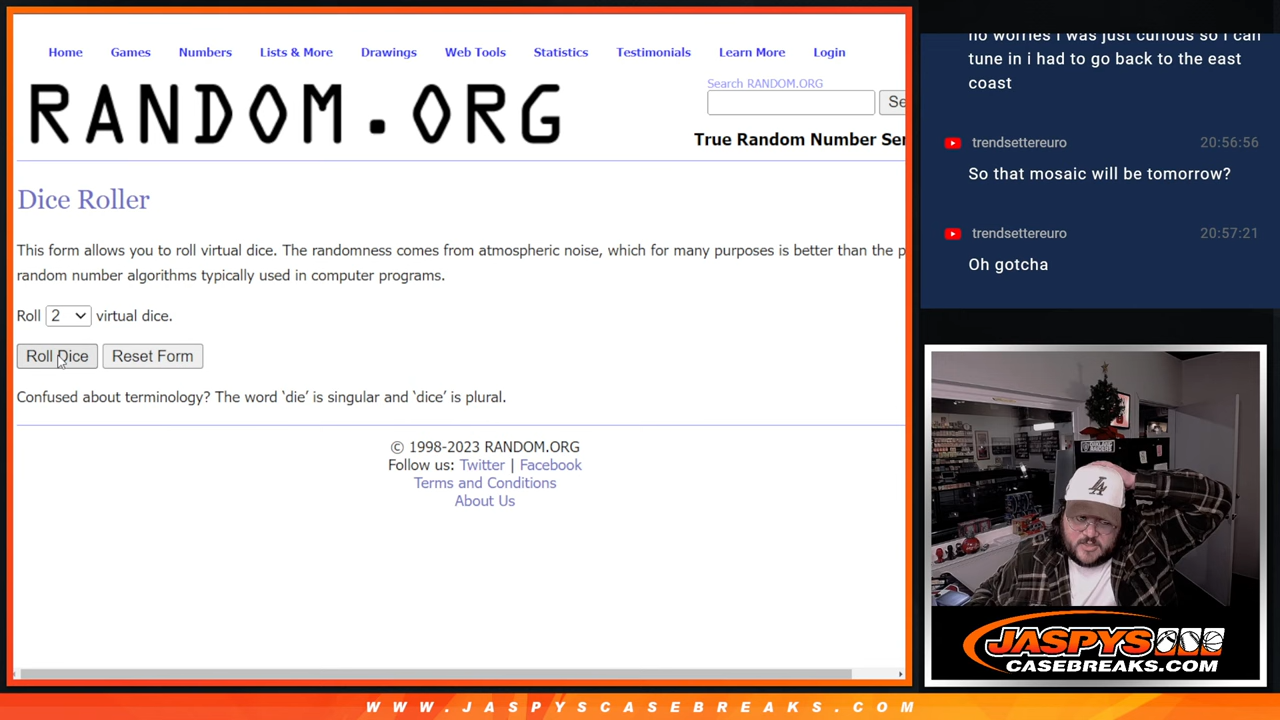 Home Games Numbers Lists & More Drawings Web Tools Statistics Testimonials Learn More Login
RANDOM.ORG
Search RANDOM.ORG
Se
True Random Number Ser
Dice Roller
This form allows you to roll virtual dice. The randomness comes from atmospheric noise, which for many purposes is better than the p
random number algorithms typically used in computer programs.
Roll 2 virtual dice.
Roll Dice Reset Form
Confused about terminology? The word ‘die’ is singular and ‘dice’ is plural.
© 1998-2023 RANDOM.ORG
Follow us: Twitter | Facebook
Terms and Conditions
About Us
no worries i was just curious so i can
tune in i had to go back to the east
coast
trendsettereuro 20:56:56
So that mosaic will be tomorrow?
trendsettereuro 20:57:21
Oh gotcha
LA
JASPYS
CASEBREAKS.COM
WWW.JASPYSCASEBREAKS.COM